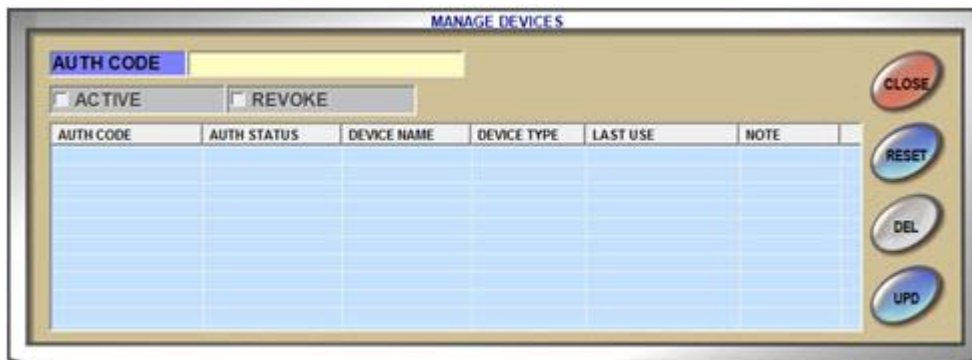 MANAGE DEVICES
AUTH CODE
CLOSE
ACTIVE REVOKE
AUTH CODE AUTH STATUS DEVICE NAME DEVICE TYPE LAST USE NOTE
RESET
DEL
UPD